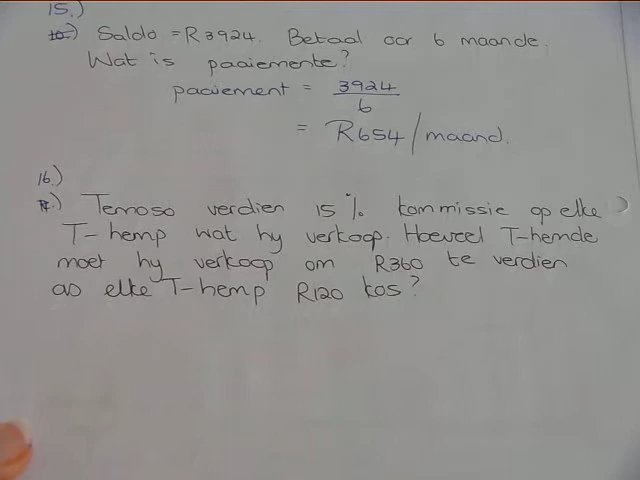 15.)
10.) Saldo = R3924. Betaal oor 6 maande.
Wat is paaiemente?
paaiement = 3924
6
= R654/maand.
16.)
11.) Temoso verdien 15% kommissie op elke
T-hemp wat hy verkoop. Hoeveel T-hemde
moet hy verkoop om R360 te verdien
as elke T-hemp R120 kos?